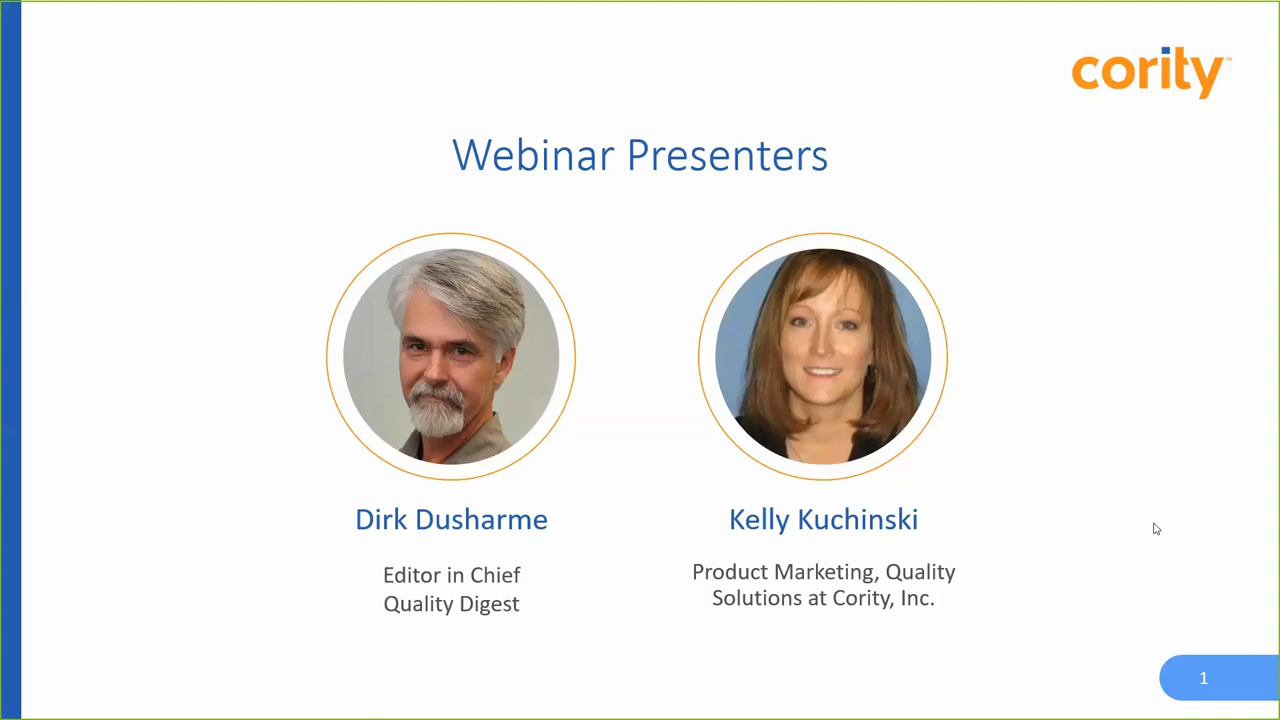 cority™
Webinar Presenters
Dirk Dusharme
Editor in Chief
Quality Digest
Kelly Kuchinski
Product Marketing, Quality
Solutions at Cority, Inc.
1